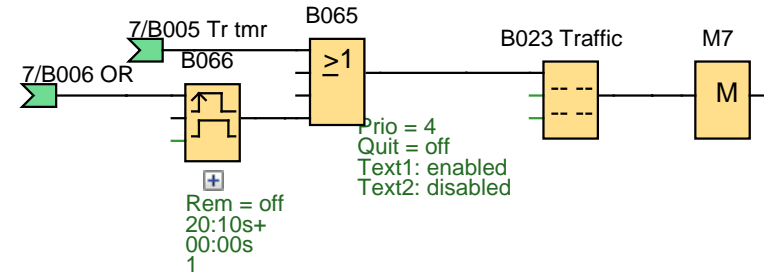 B065
7/B005 Tr tmr
B023 Traffic
M7
B066
≥1
7/B006 OR
M
Prio = 4
Quit = off
Text1: enabled
Text2: disabled
Rem = off
20:10s+
00:00s
1